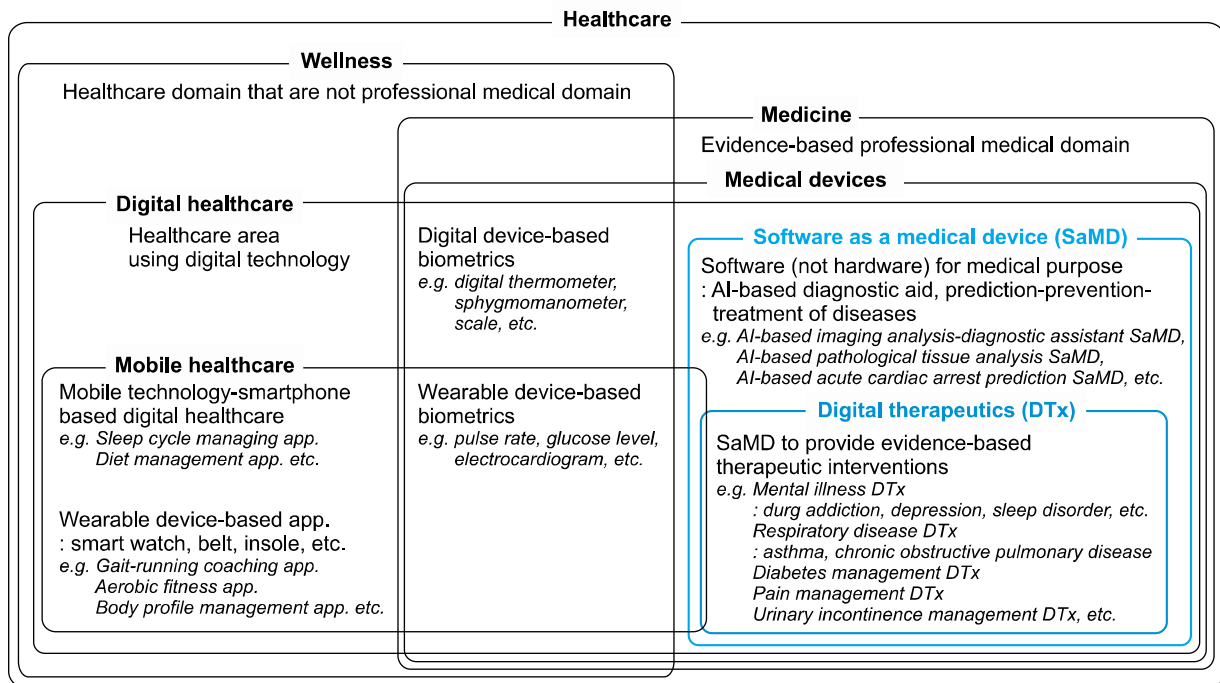 Healthcare
Wellness
Healthcare domain that are not professional medical domain
Medicine
Evidence-based professional medical domain
Medical devices
Digital healthcare
Healthcare area
using digital technology
Digital device-based
biometrics
e.g. digital thermometer,
sphygmomanometer,
scale, etc.
Software as a medical device (SaMD)
Software (not hardware) for medical purpose
: AI-based diagnostic aid, prediction-prevention-
treatment of diseases
e.g. AI-based imaging analysis-diagnostic assistant SaMD,
AI-based pathological tissue analysis SaMD,
AI-based acute cardiac arrest prediction SaMD, etc.
Mobile healthcare
Mobile technology-smartphone
based digital healthcare
e.g. Sleep cycle managing app.
Diet management app. etc.
Wearable device-based app.
: smart watch, belt, insole, etc.
e.g. Gait-running coaching app.
Aerobic fitness app.
Body profile management app. etc.
Wearable device-based
biometrics
e.g. pulse rate, glucose level,
electrocardiogram, etc.
Digital therapeutics (DTx)
SaMD to provide evidence-based
therapeutic interventions
e.g. Mental illness DTx
: durg addiction, depression, sleep disorder, etc.
Respiratory disease DTx
: asthma, chronic obstructive pulmonary disease
Diabetes management DTx
Pain management DTx
Urinary incontinence management DTx, etc.